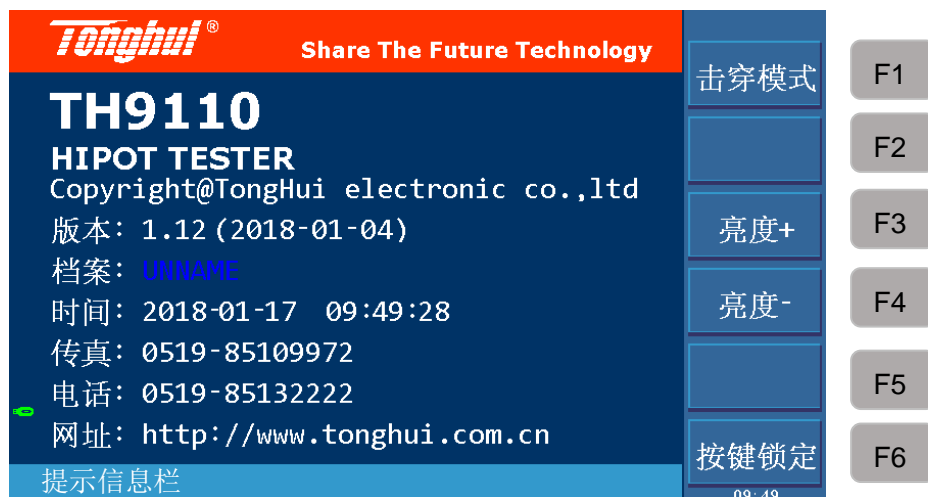 Tonghui®
Share The Future Technology
TH9110
HIPOT TESTER
Copyright@TongHui electronic co.,ltd
版本：1.12(2018-01-04)
档案：UNNAME
时间：2018-01-17 09:49:28
传真：0519-85109972
电话：0519-85132222
网址：http://www.tonghui.com.cn
提示信息栏
击穿模式
亮度+
亮度-
按键锁定
09:49
F1
F2
F3
F4
F5
F6